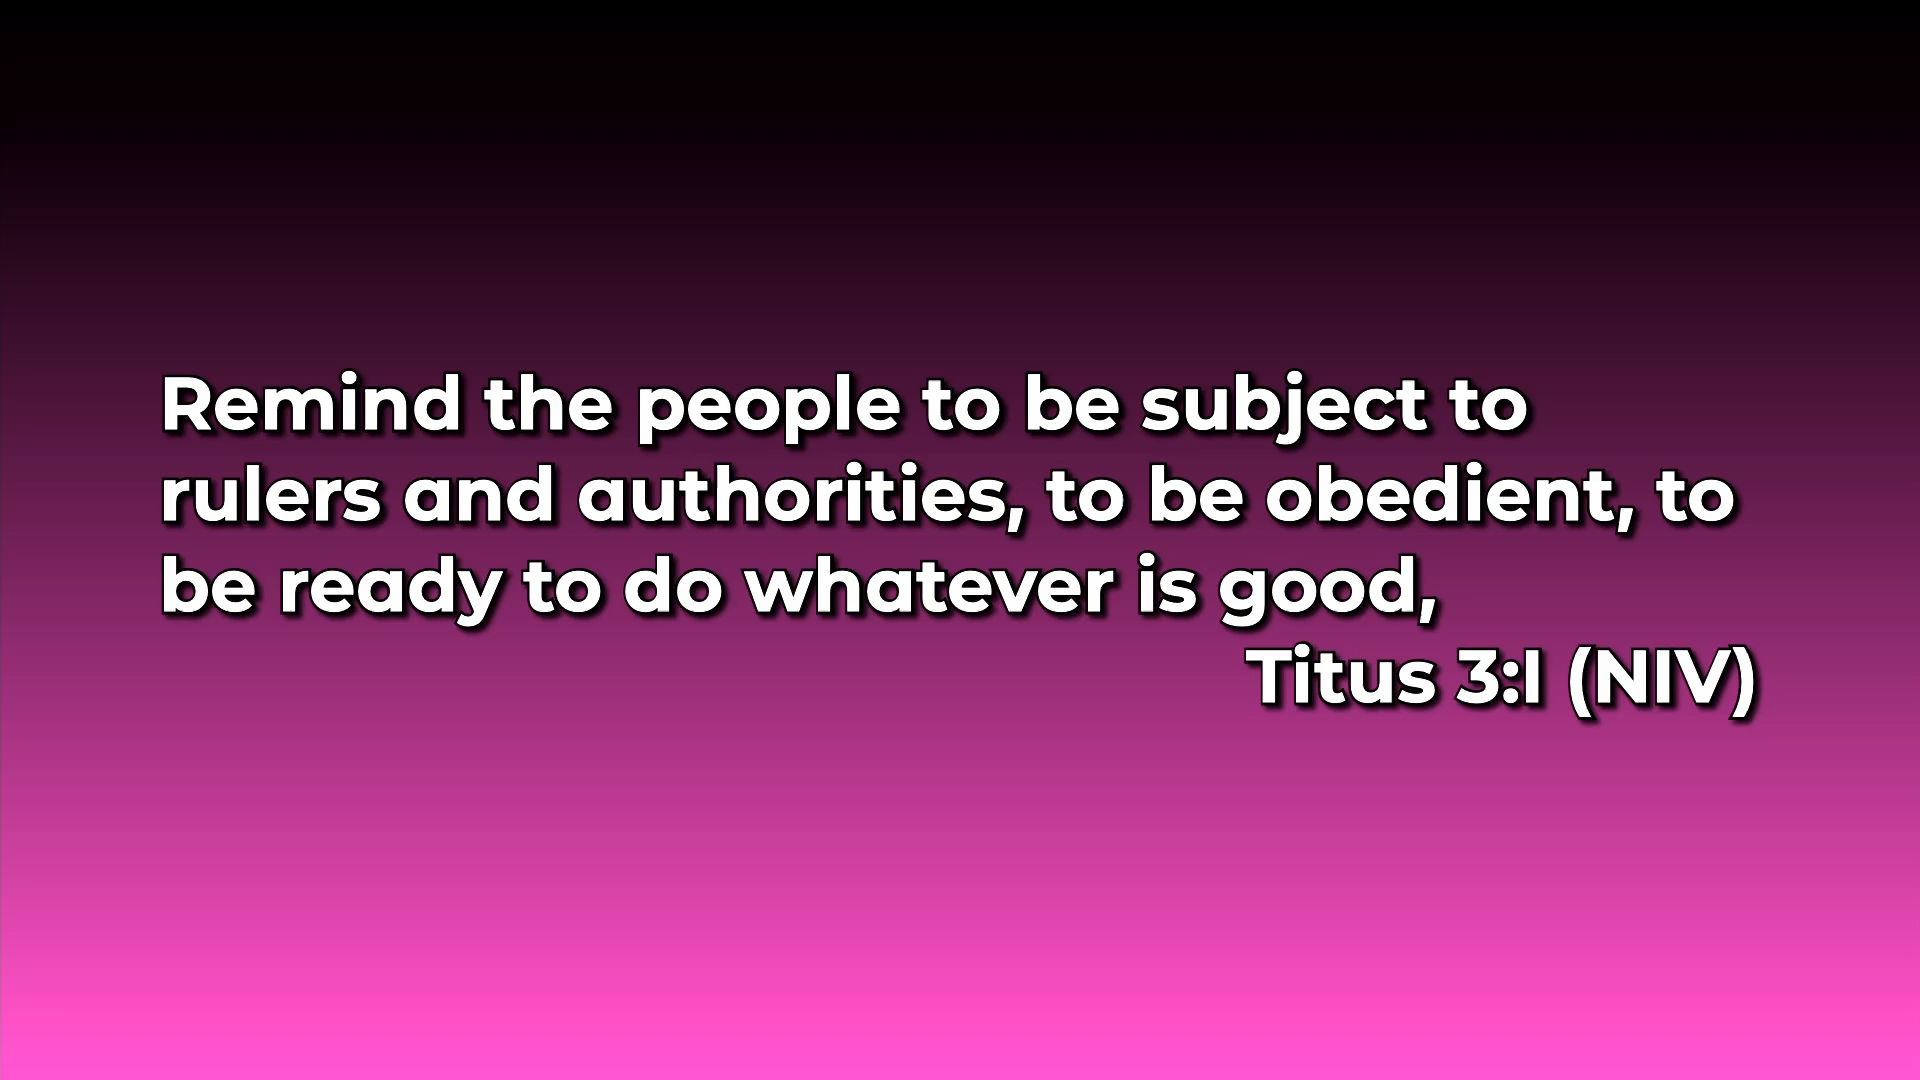 Remind the people to be subject to
rulers and authorities, to be obedient, to
be ready to do whatever is good,
Titus 3:I (NIV)